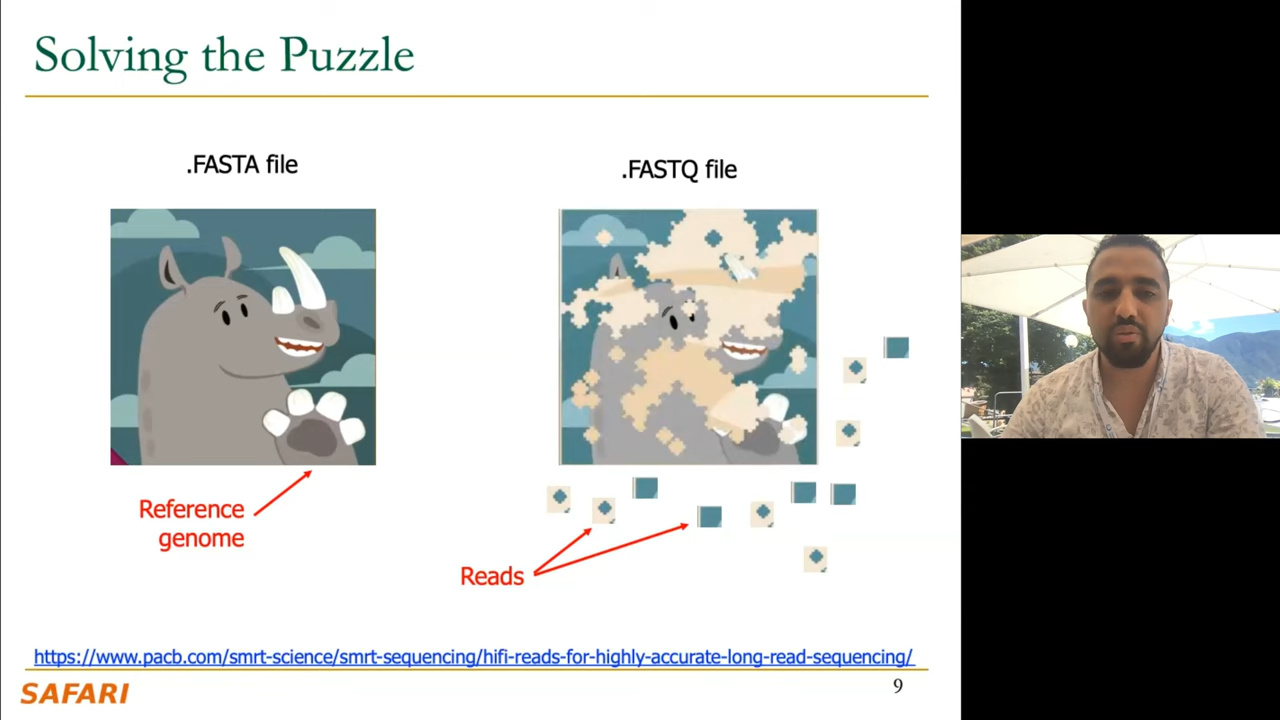 Solving the Puzzle
.FASTA file
.FASTQ file
Reference
genome
Reads
https://www.pacb.com/smrt-science/smrt-sequencing/hifi-reads-for-highly-accurate-long-read-sequencing/
SAFARI
9